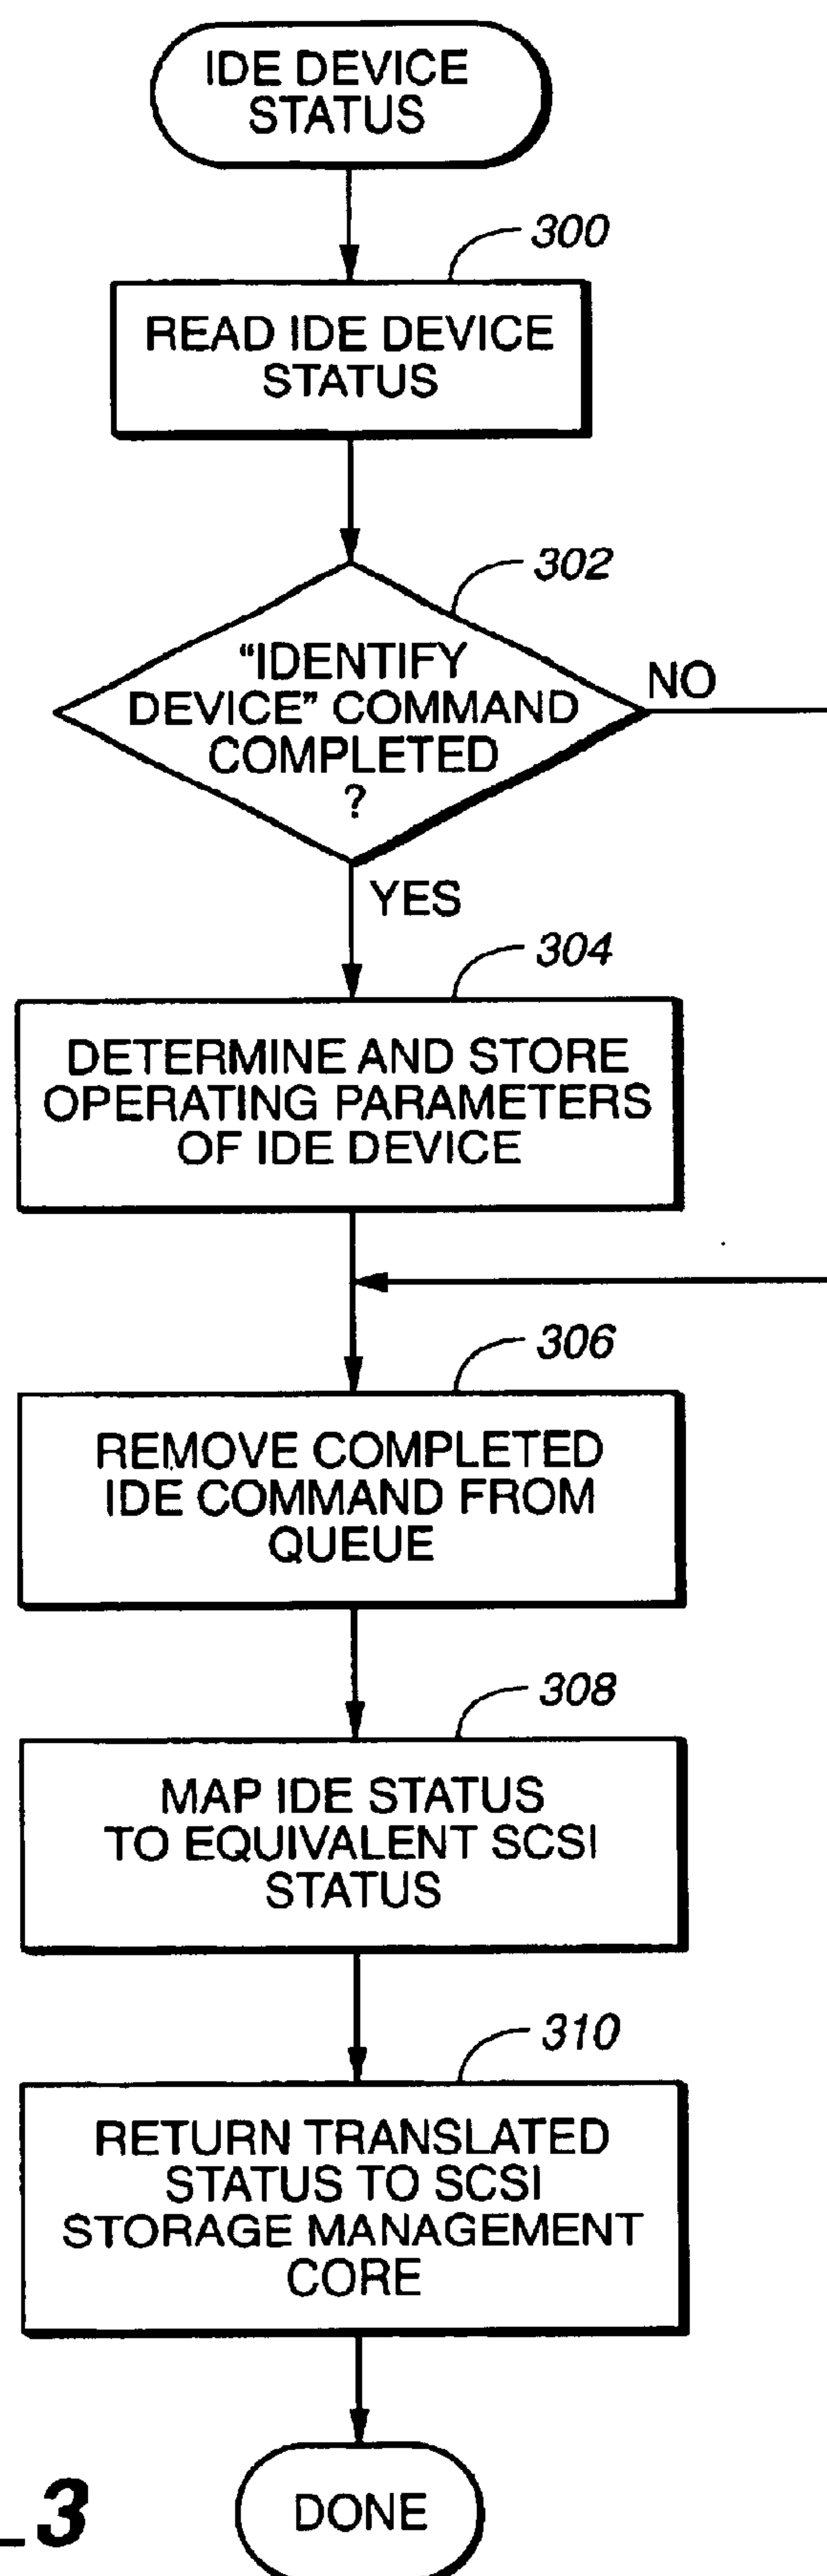 IDE DEVICE
STATUS
300
READ IDE DEVICE
STATUS
302
“IDENTIFY
DEVICE” COMMAND
COMPLETED
?
NO
YES
304
DETERMINE AND STORE
OPERATING PARAMETERS
OF IDE DEVICE
306
REMOVE COMPLETED
IDE COMMAND FROM
QUEUE
308
MAP IDE STATUS
TO EQUIVALENT SCSI
STATUS
310
RETURN TRANSLATED
STATUS TO SCSI
STORAGE MANAGEMENT
CORE
DONE
_3